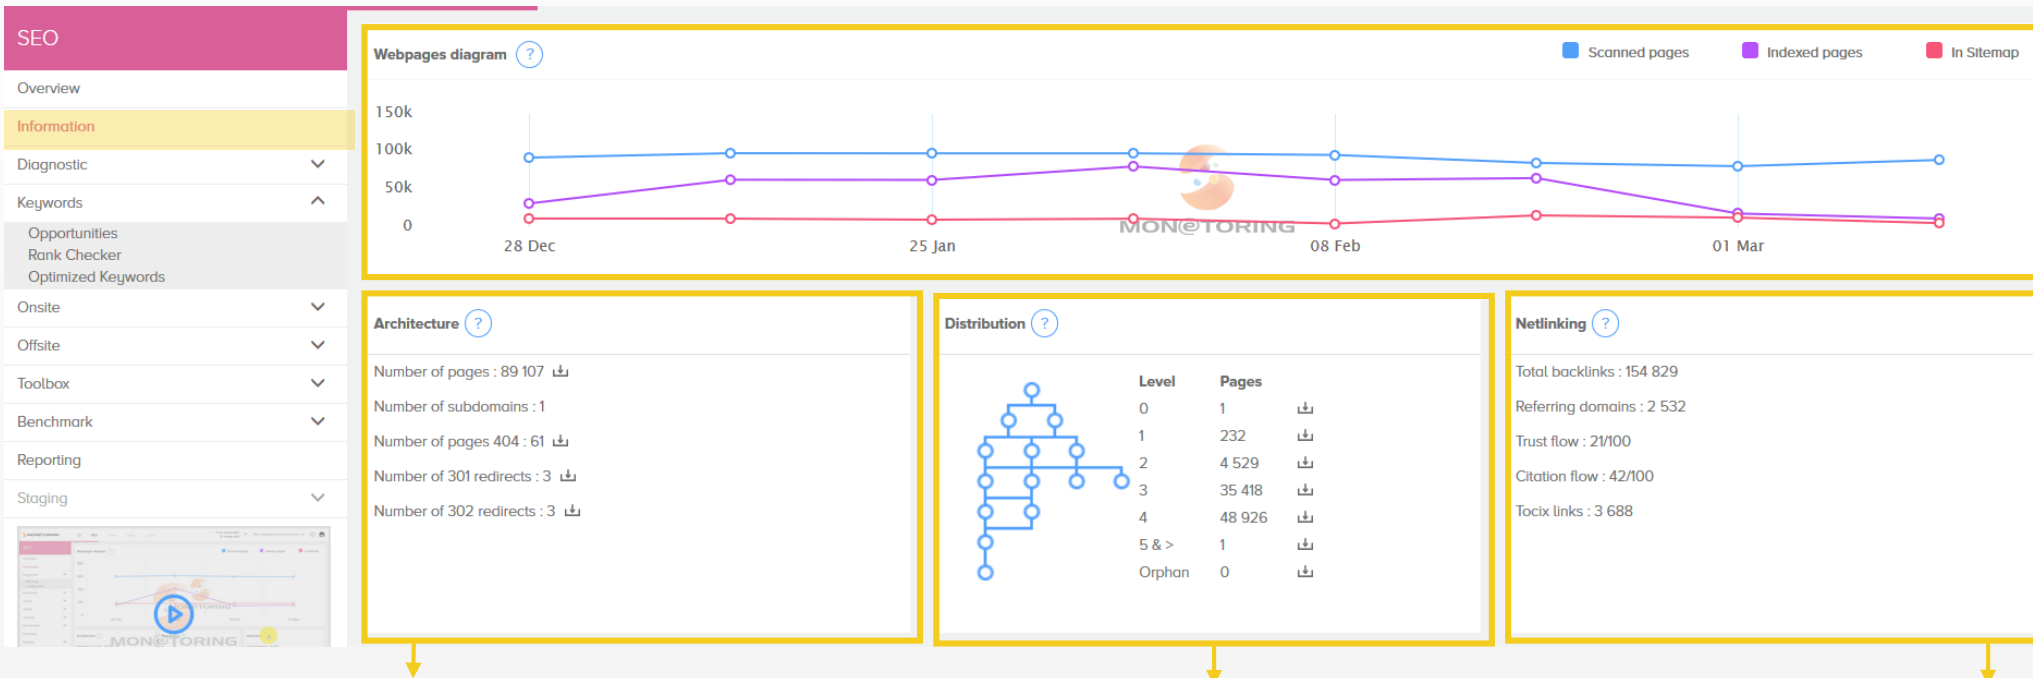 SEO
Overview
Information
Diagnostic
Keywords
Opportunities
Rank Checker
Optimized Keywords
Onsite
Offsite
Toolbox
Benchmark
Reporting
Staging
MON@TORING
Webpages diagram ?
Scanned pages Indexed pages In Sitemap
150k
100k
50k
0
MON@TORING
28 Dec 25 Jan 08 Feb 01 Mar
Architecture ?
Number of pages : 89 107
Number of subdomains : 1
Number of pages 404 : 61
Number of 301 redirects : 3
Number of 302 redirects : 3
Distribution ?
Level Pages
0 1
1 232
2 4 529
3 35 418
4 48 926
5 & > 1
Orphan 0
Netlinking ?
Total backlinks : 154 829
Referring domains : 2 532
Trust flow : 21/100
Citation flow : 42/100
Tocix links : 3 688